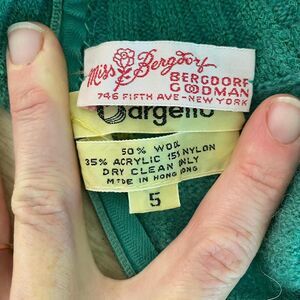 Miss Bergdorf
BERGDORF
GOODMAN
746 FIFTH AVE-NEW YORK
Bargello
50% WOOL
35% ACRYLIC 15% NYLON
DRY CLEAN ONLY
MADE IN HONG KONG
5